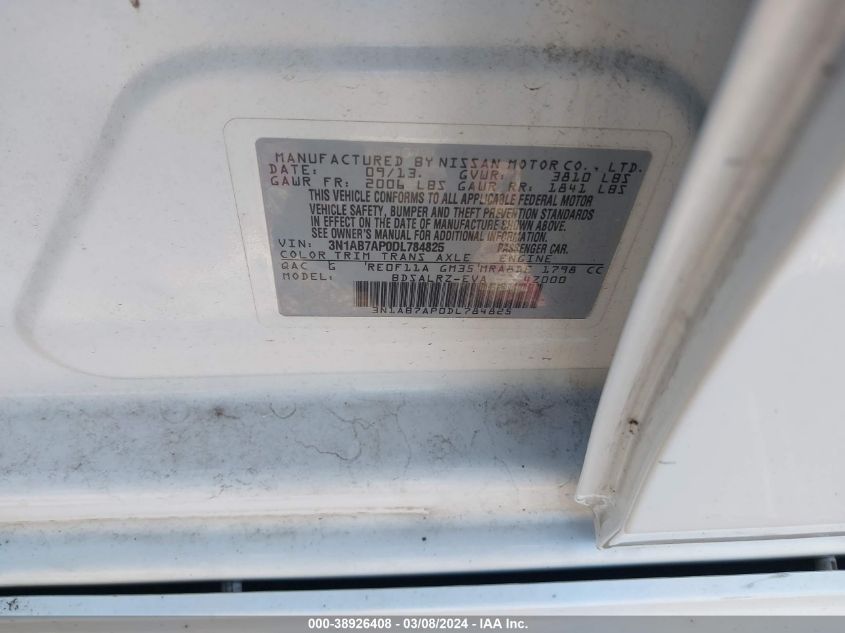 MANUFACTURED BY NISSAN MOTOR CO., LTD.
DATE: 09/13. GVWR: 3810 LBS
GAWR FR: 2006 LBS GAWR RR: 1841 LBS
THIS VEHICLE CONFORMS TO ALL APPLICABLE FEDERAL MOTOR
VEHICLE SAFETY, BUMPER AND THEFT PREVENTION STANDARDS
IN EFFECT ON THE DATE OF MANUFACTURE SHOWN ABOVE.
SEE OWNER'S MANUAL FOR ADDITIONAL INFORMATION.
VIN: 3N1AB7AP0DL784825 PASSENGER CAR.
COLOR TRIM TRANS AXLE ENGINE
QAC G RE0F11A GM35 1798 CC
MODEL: BDSALRZ-EVA
3N1AB7AP0DL784825
000-38926408 - 03/08/2024 - IAA Inc.